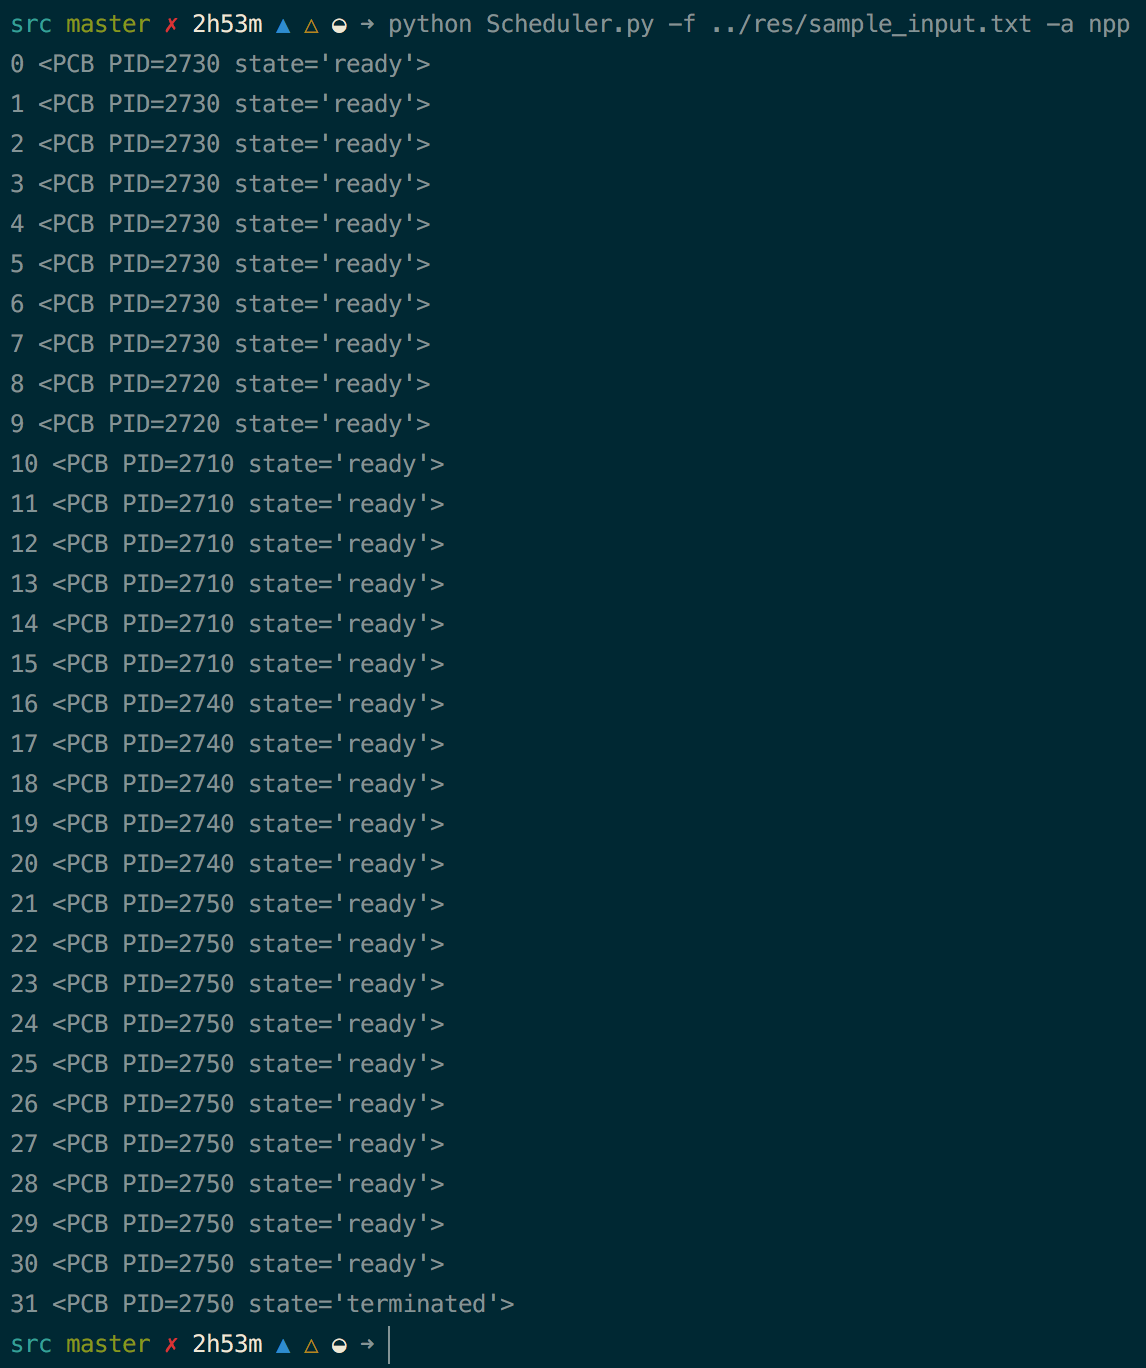 src master ✗ 2h53m ▲ △ ◒ → python Scheduler.py -f ../res/sample_input.txt -a npp
0 <PCB PID=2730 state='ready'>
1 <PCB PID=2730 state='ready'>
2 <PCB PID=2730 state='ready'>
3 <PCB PID=2730 state='ready'>
4 <PCB PID=2730 state='ready'>
5 <PCB PID=2730 state='ready'>
6 <PCB PID=2730 state='ready'>
7 <PCB PID=2730 state='ready'>
8 <PCB PID=2720 state='ready'>
9 <PCB PID=2720 state='ready'>
10 <PCB PID=2710 state='ready'>
11 <PCB PID=2710 state='ready'>
12 <PCB PID=2710 state='ready'>
13 <PCB PID=2710 state='ready'>
14 <PCB PID=2710 state='ready'>
15 <PCB PID=2710 state='ready'>
16 <PCB PID=2740 state='ready'>
17 <PCB PID=2740 state='ready'>
18 <PCB PID=2740 state='ready'>
19 <PCB PID=2740 state='ready'>
20 <PCB PID=2740 state='ready'>
21 <PCB PID=2750 state='ready'>
22 <PCB PID=2750 state='ready'>
23 <PCB PID=2750 state='ready'>
24 <PCB PID=2750 state='ready'>
25 <PCB PID=2750 state='ready'>
26 <PCB PID=2750 state='ready'>
27 <PCB PID=2750 state='ready'>
28 <PCB PID=2750 state='ready'>
29 <PCB PID=2750 state='ready'>
30 <PCB PID=2750 state='ready'>
31 <PCB PID=2750 state='terminated'>
src master ✗ 2h53m ▲ △ ◒ →